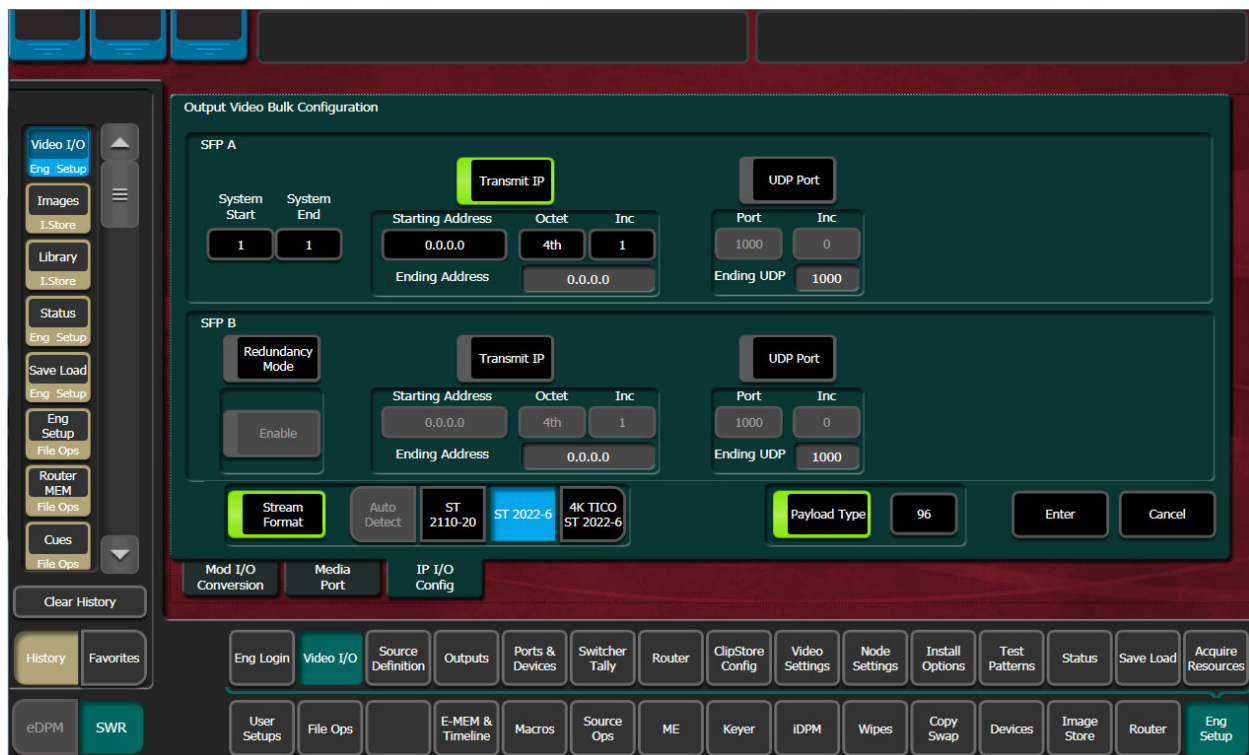 Output Video Bulk Configuration
Video I/O
Eng Setup
Images
I.Store
Library
I.Store
Status
Eng Setup
Save Load
Eng Setup
Eng
Setup
File Ops
Router
MEM
File Ops
Cues
File Ops
Clear History
History
Favorites
eDPM
SWR
SFP A
System
Start
System
End
1
1
Transmit IP
Starting Address
Octet
Inc
0.0.0.0
4th
1
Ending Address
0.0.0.0
UDP Port
Port
Inc
1000
0
Ending UDP
1000
SFP B
Redundancy
Mode
Enable
Transmit IP
Starting Address
Octet
Inc
0.0.0.0
4th
1
Ending Address
0.0.0.0
UDP Port
Port
Inc
1000
0
Ending UDP
1000
Stream
Format
Auto
Detect
ST
2110-20
ST 2022-6
4K TICO
ST 2022-6
Payload Type
96
Enter
Cancel
Mod I/O
Conversion
Media
Port
IP I/O
Config
Eng Login
Video I/O
Source
Definition
Outputs
Ports &
Devices
Switcher
Tally
Router
ClipStore
Config
Video
Settings
Node
Settings
Install
Options
Test
Patterns
Status
Save Load
Acquire
Resources
User
Setups
File Ops
E-MEM &
Timeline
Macros
Source
Ops
ME
Keyer
iDPM
Wipes
Copy
Swap
Devices
Image
Store
Router
Eng
Setup